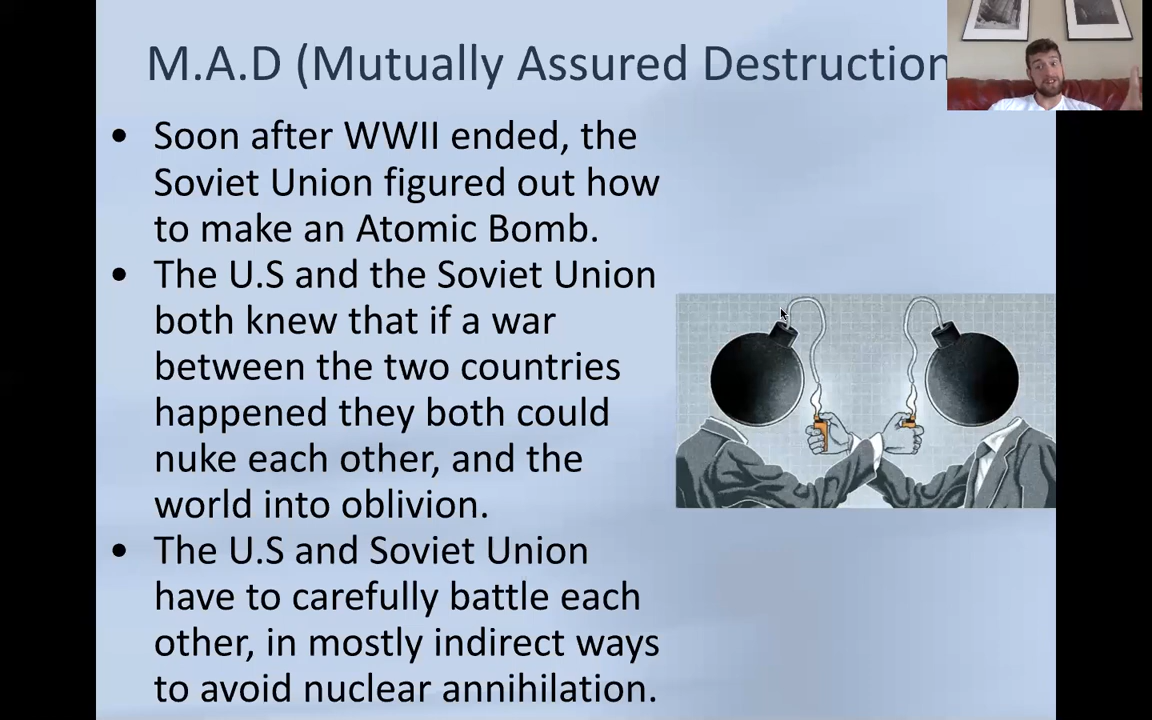 M.A.D (Mutually Assured Destruction
• Soon after WWII ended, the
Soviet Union figured out how
to make an Atomic Bomb.
• The U.S and the Soviet Union
both knew that if a war
between the two countries
happened they both could
nuke each other, and the
world into oblivion.
• The U.S and Soviet Union
have to carefully battle each
other, in mostly indirect ways
to avoid nuclear annihilation.